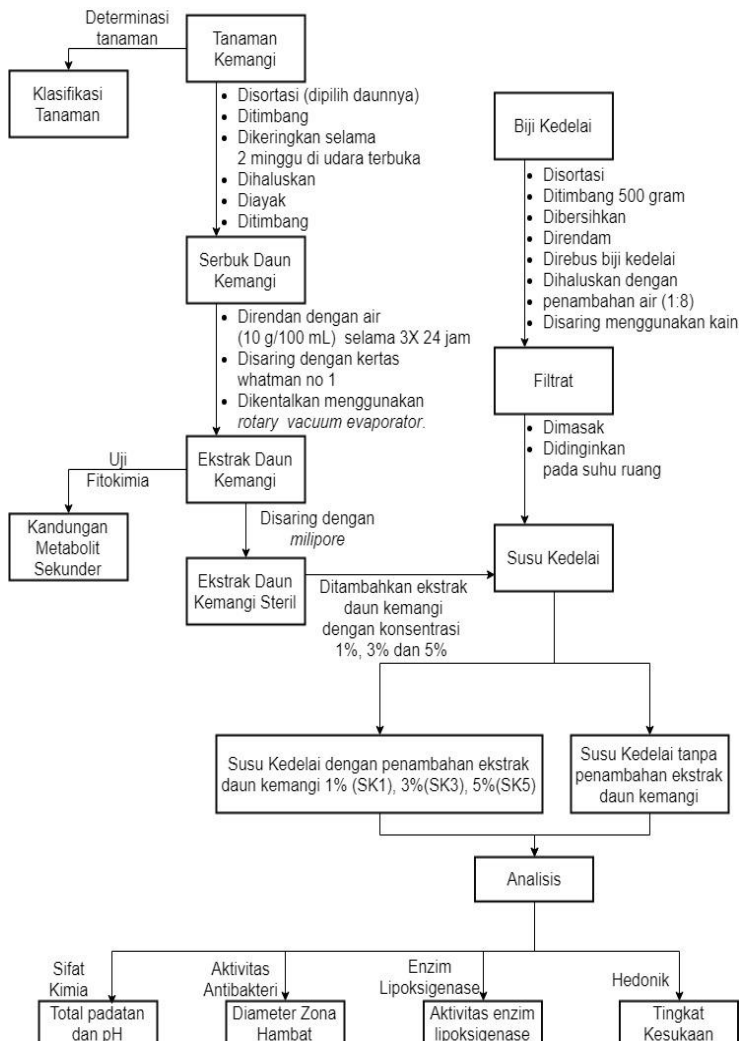 Determinasi
tanaman
Tanaman
Kemangi
Klasifikasi
Tanaman
• Disortasi (dipilih daunnya)
• Ditimbang
• Dikeringkan selama
2 minggu di udara terbuka
• Dihaluskan
• Diayak
• Ditimbang
Biji Kedelai
• Disortasi
• Ditimbang 500 gram
• Dibersihkan
• Direndam
• Direbus biji kedelai
• Dihaluskan dengan
• penambahan air (1:8)
• Disaring menggunakan kain
Serbuk Daun
Kemangi
• Direndan dengan air
(10 g/100 mL) selama 3X 24 jam
• Disaring dengan kertas
whatman no 1
• Dikentalkan menggunakan
rotary vacuum evaporator.
Filtrat
• Dimasak
• Didinginkan
pada suhu ruang
Uji
Fitokimia
Ekstrak Daun
Kemangi
Kandungan
Metabolit
Sekunder
Disaring dengan
milipore
Ekstrak Daun
Kemangi Steril
Ditambahkan ekstrak
daun kemangi
dengan konsentrasi
1%, 3% dan 5%
Susu Kedelai
Susu Kedelai dengan penambahan ekstrak
daun kemangi 1% (SK1), 3%(SK3), 5%(SK5)
Susu Kedelai tanpa
penambahan ekstrak
daun kemangi
Analisis
Sifat
Kimia
Aktivitas
Antibakteri
Enzim
Lipoksigenase
Hedonik
Total padatan
dan pH
Diameter Zona
Hambat
Aktivitas enzim
lipoksigenase
Tingkat
Kesukaan